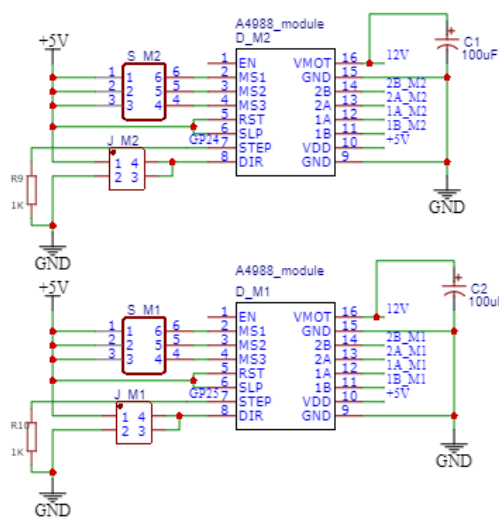 A4988_module
D_M2
+5V
S_M2
1 1 6 6
2 2 5 5
3 3 4 4
J_M2
1 4
2 3
R9
1K
GND
GP24
1 EN VMOT 16 12V
2 MS1 GND 15
3 MS2 2B 14 2B_M2
4 MS3 2A 13 2A_M2
5 RST 1A 12 1A_M2
6 SLP 1B 11 1B_M2
7 STEP VDD 10 +5V
8 DIR GND 9
C1
100uF
GND
A4988_module
D_M1
+5V
S_M1
1 1 6 6
2 2 5 5
3 3 4 4
J_M1
1 4
2 3
R10
1K
GND
GP25
1 EN VMOT 16 12V
2 MS1 GND 15
3 MS2 2B 14 2B_M1
4 MS3 2A 13 2A_M1
5 RST 1A 12 1A_M1
6 SLP 1B 11 1B_M1
7 STEP VDD 10 +5V
8 DIR GND 9
C2
100uF
GND